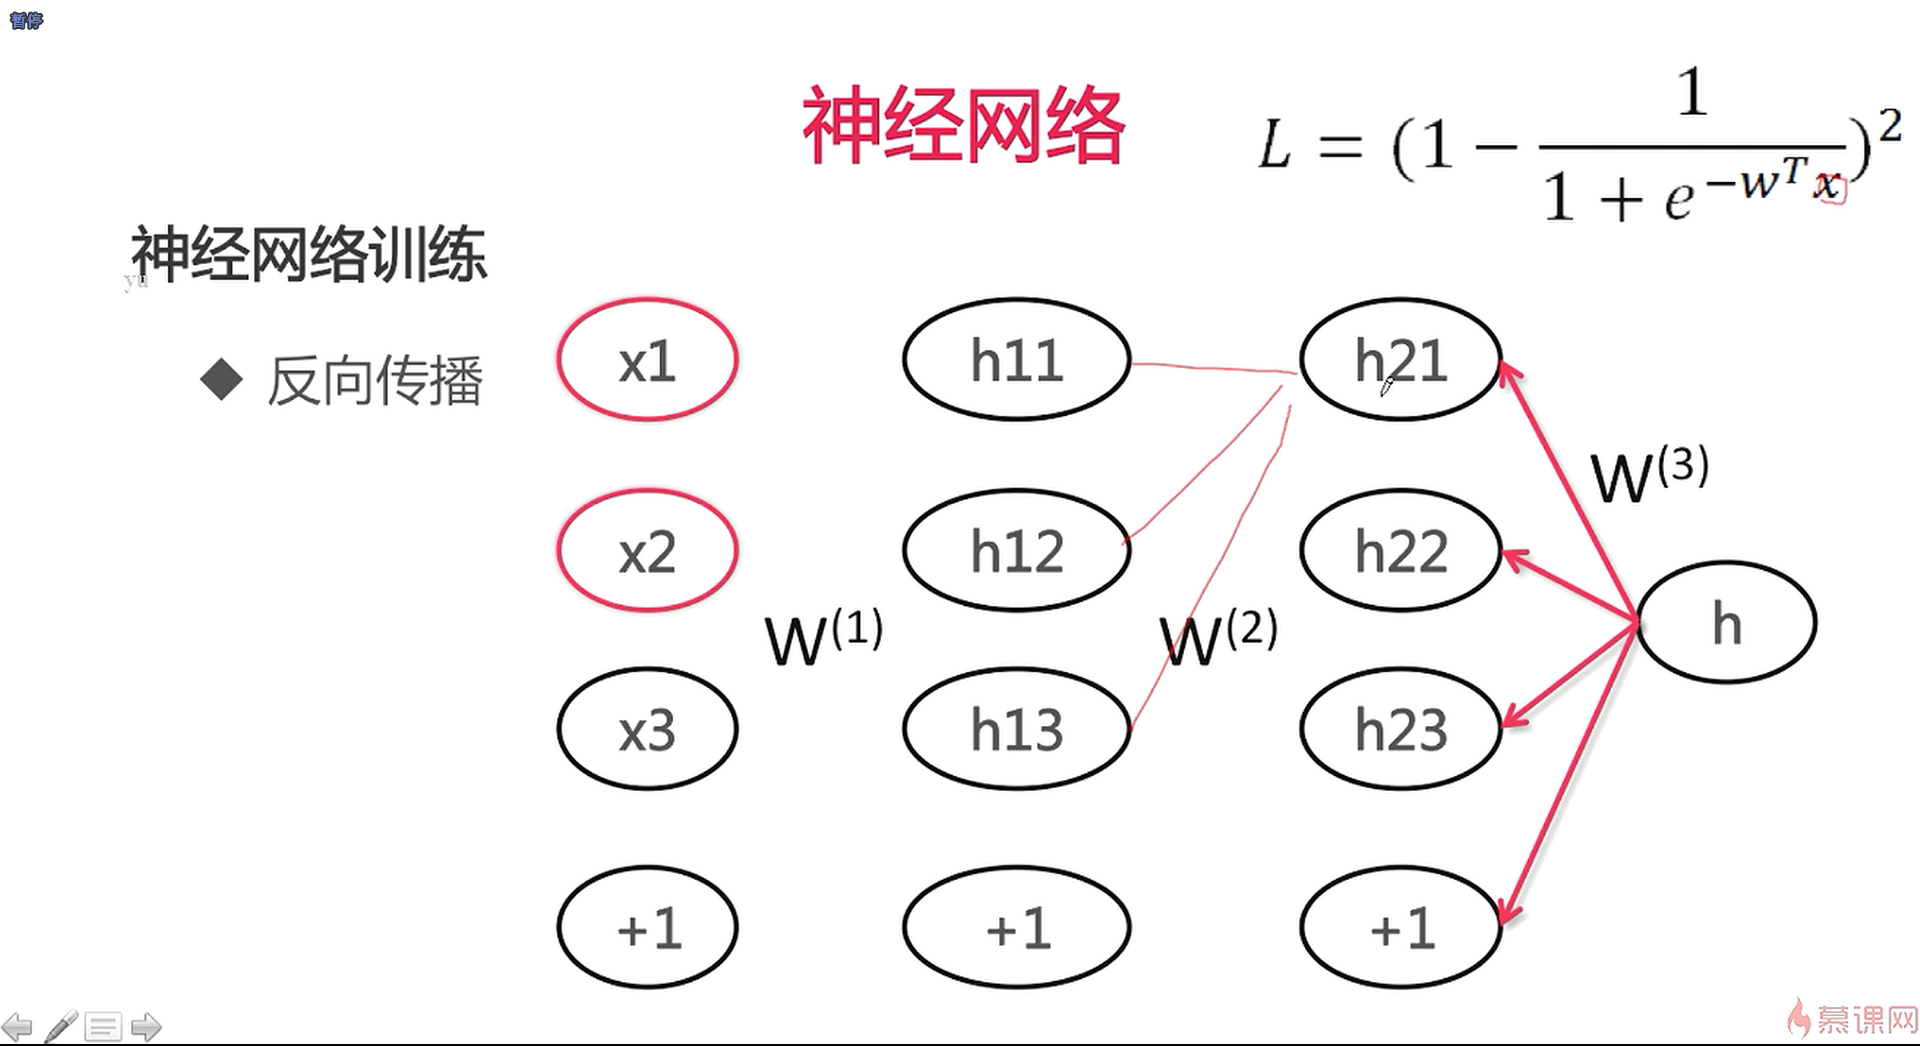 暂停
神经网络
L = (1 − \frac{1}{1 + e^{−w^T x}})^2
神经网络训练
yu
◆ 反向传播
x1 h11 h21
W^(3)
x2 h12 h22
W^(1) W^(2) h
x3 h13 h23
+1 +1 +1
慕课网